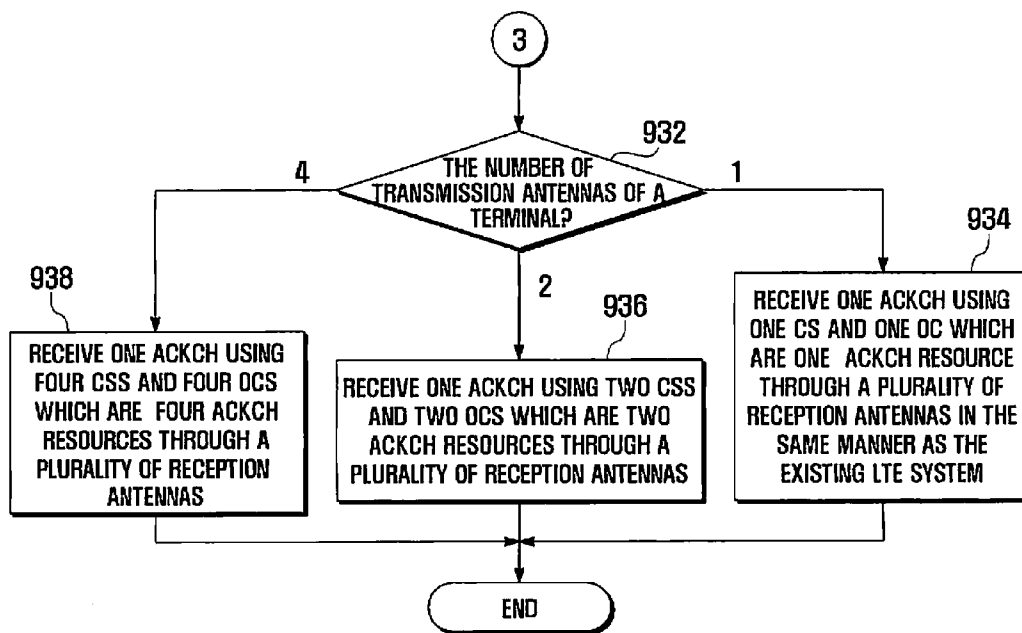 3
932
THE NUMBER OF
TRANSMISSION ANTENNAS OF A
TERMINAL?
4
1
2
938
RECEIVE ONE ACKCH USING
FOUR CSS AND FOUR OCS
WHICH ARE FOUR ACKCH
RESOURCES THROUGH A
PLURALITY OF RECEPTION
ANTENNAS
936
RECEIVE ONE ACKCH USING TWO CSS
AND TWO OCS WHICH ARE TWO
ACKCH RESOURCES THROUGH A
PLURALITY OF RECEPTION ANTENNAS
934
RECEIVE ONE ACKCH USING
ONE CS AND ONE OC WHICH
ARE ONE ACKCH RESOURCE
THROUGH A PLURALITY OF
RECEPTION ANTENNAS IN THE
SAME MANNER AS THE
EXISTING LTE SYSTEM
END